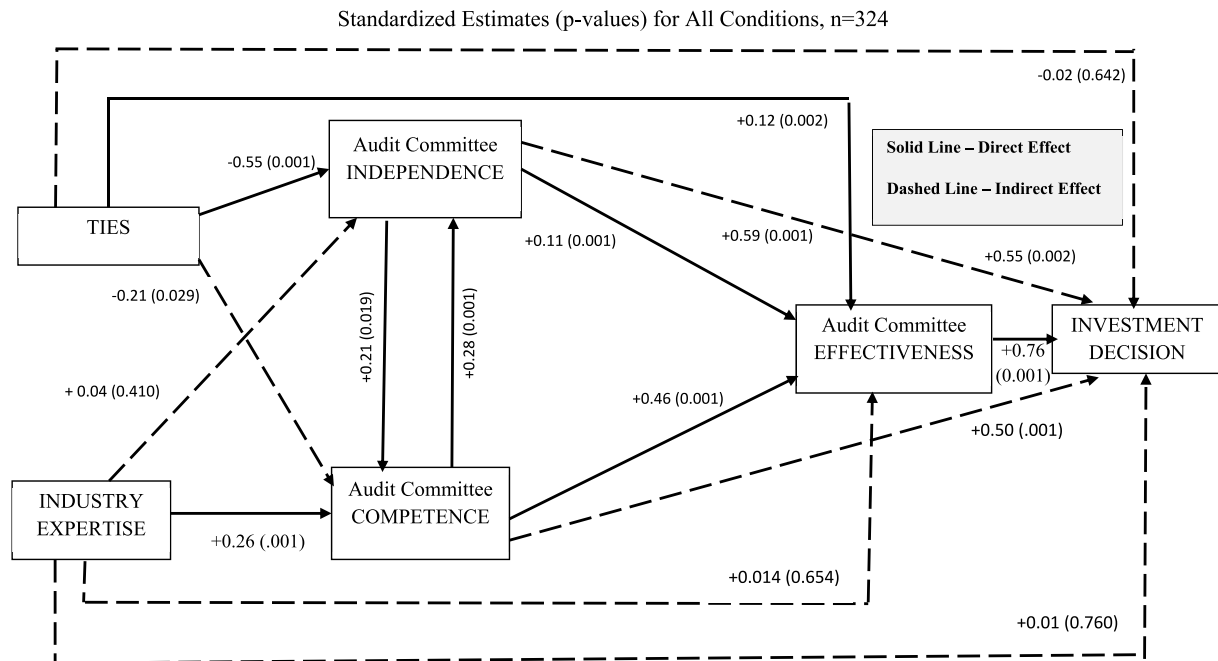 Standardized Estimates (p-values) for All Conditions, n=324
-0.02 (0.642)
+0.12 (0.002)
Solid Line – Direct Effect
Dashed Line – Indirect Effect
Audit Committee
INDEPENDENCE
-0.55 (0.001)
TIES
+0.11 (0.001)
+0.59 (0.001)
+0.55 (0.002)
-0.21 (0.029)
+0.21 (0.019)
+0.28 (0.001)
Audit Committee
EFFECTIVENESS
INVESTMENT
DECISION
+0.76
(0.001)
+ 0.04 (0.410)
+0.46 (0.001)
+0.50 (.001)
INDUSTRY
EXPERTISE
Audit Committee
COMPETENCE
+0.26 (.001)
+0.014 (0.654)
+0.01 (0.760)